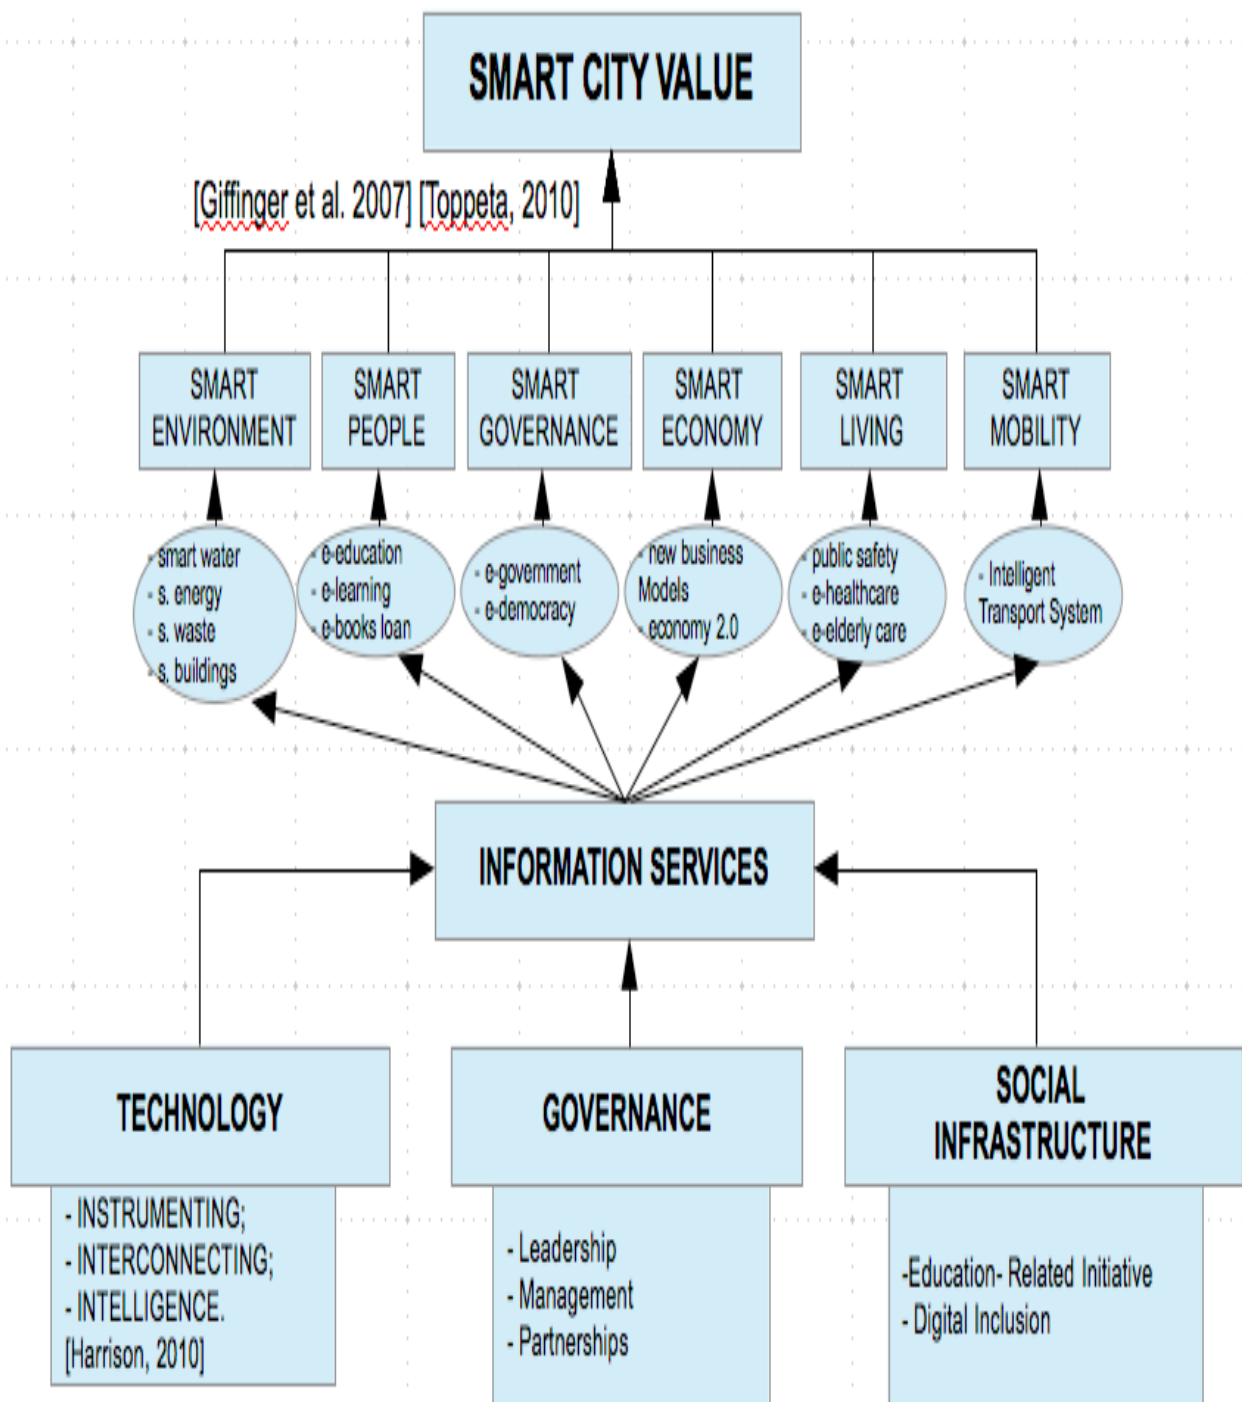 SMART CITY VALUE
[Giffinger et al. 2007] [Toppeta, 2010]
SMART
ENVIRONMENT
SMART
PEOPLE
SMART
GOVERNANCE
SMART
ECONOMY
SMART
LIVING
SMART
MOBILITY
- smart water
- s. energy
- s. waste
- s. buildings
- e-education
- e-learning
- e-books loan
- e-government
- e-democracy
- new business
Models
- economy 2.0
- public safety
- e-healthcare
- e-elderly care
- Intelligent
Transport System
INFORMATION SERVICES
TECHNOLOGY
- INSTRUMENTING;
- INTERCONNECTING;
- INTELLIGENCE.
[Harrison, 2010]
GOVERNANCE
- Leadership
- Management
- Partnerships
SOCIAL
INFRASTRUCTURE
-Education- Related Initiative
- Digital Inclusion